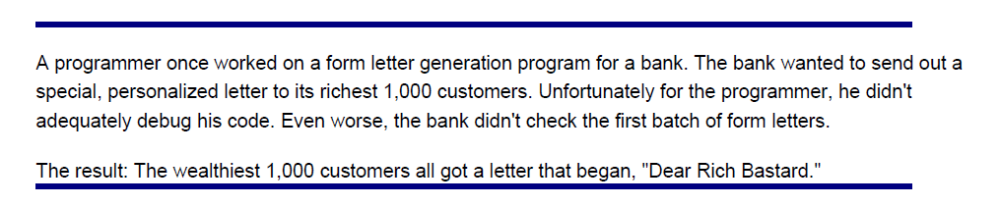 A programmer once worked on a form letter generation program for a bank. The bank wanted to send out a
special, personalized letter to its richest 1,000 customers. Unfortunately for the programmer, he didn't
adequately debug his code. Even worse, the bank didn't check the first batch of form letters.
The result: The wealthiest 1,000 customers all got a letter that began, "Dear Rich Bastard."